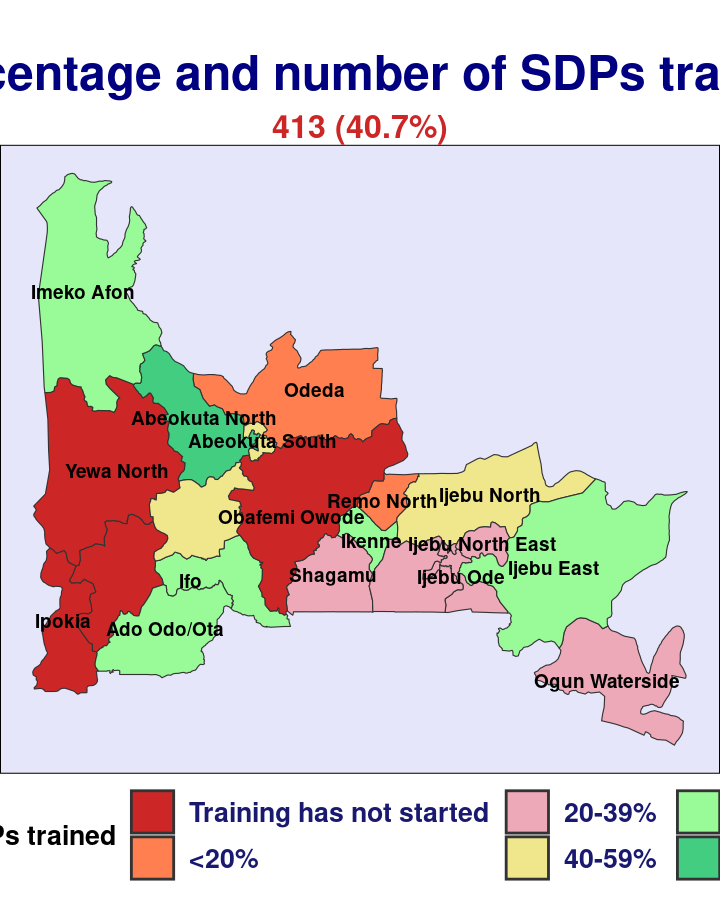 centage and number of SDPs tra
413 (40.7%)
Imeko Afon
Odeda
Abeokuta North
Abeokuta South
Yewa North
Ijebu North
Remo North
Obafemi Owode
Ikenne
Ijebu North East
Ijebu East
Shagamu
Ijebu Ode
Ifo
Ipokia
Ado Odo/Ota
Ogun Waterside
Ps trained
Training has not started
<20%
20-39%
40-59%